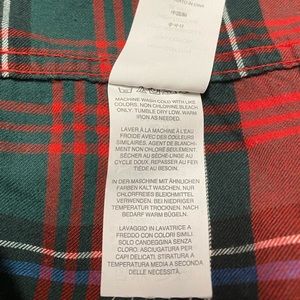 中国製
MACHINE WASH COLD WITH LIKE
COLORS. NON CHLORINE BLEACH
ONLY. TUMBLE DRY LOW, WARM
IRON AS NEEDED.
LAVER À LA MACHINE À L'EAU
FROIDE AVEC DES COULEURS
SIMILAIRES. AGENT DE BLANCHI-
MENT NON CHLORÉ SEULEMENT.
SÉCHER AU SÈCHE-LINGE AU
CYCLE DOUX. REPASSER AU FER
TIÈDE AU BESOIN.
IN DER MASCHINE MIT ÄHNLICHEN
FARBEN KALT WASCHEN. NUR
CHLORFREIES BLEICHMITTEL
VERWENDEN. BEI NIEDRIGER
TEMPERATUR TROCKNEN. NACH
BEDARF WARM BÜGELN.
LAVAGGIO IN LAVATRICE A
FREDDO CON COLORI SIMILI.
SOLO CANDEGGINA SENZA
CLORO. ASCIUGATURA PER
CAPI DELICATI. STIRATURA A
TEMPERATURA MEDIA A SECONDA
DELLE NECESSITÀ.